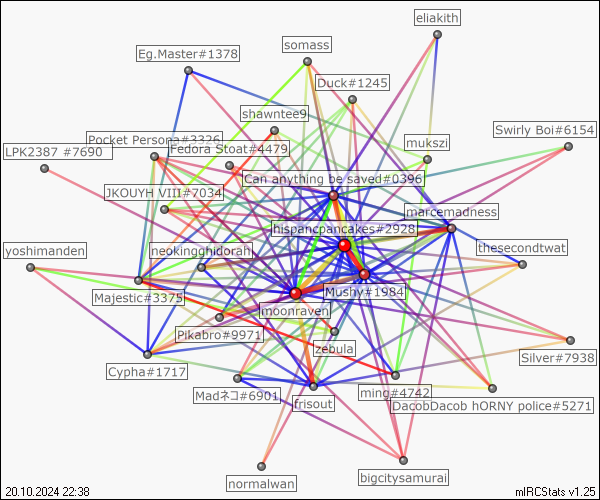 eliakith
somass
Eg.Master#1378
Duck#1245
shawntee9
Swirly Boi#6154
Pocket Persona#3326
mukszi
Fedora Stoat#4479
LPK2387 #7690
Can anything be saved#0396
JKOUYH VIII#7034
marcemadness
hispancpancakes#2928
yoshimanden
neokingghidorah
thesecondtwat
Majestic#3375
Mushy#1984
moonraven
Pikabro#9971
zebula
Silver#7938
Cypha#1717
Madネコ#6901
ming#4742
frisout
DacobDacob hORNY police#5271
normalwan
bigcitysamurai
20.10.2024 22:38
mIRCStats v1.25